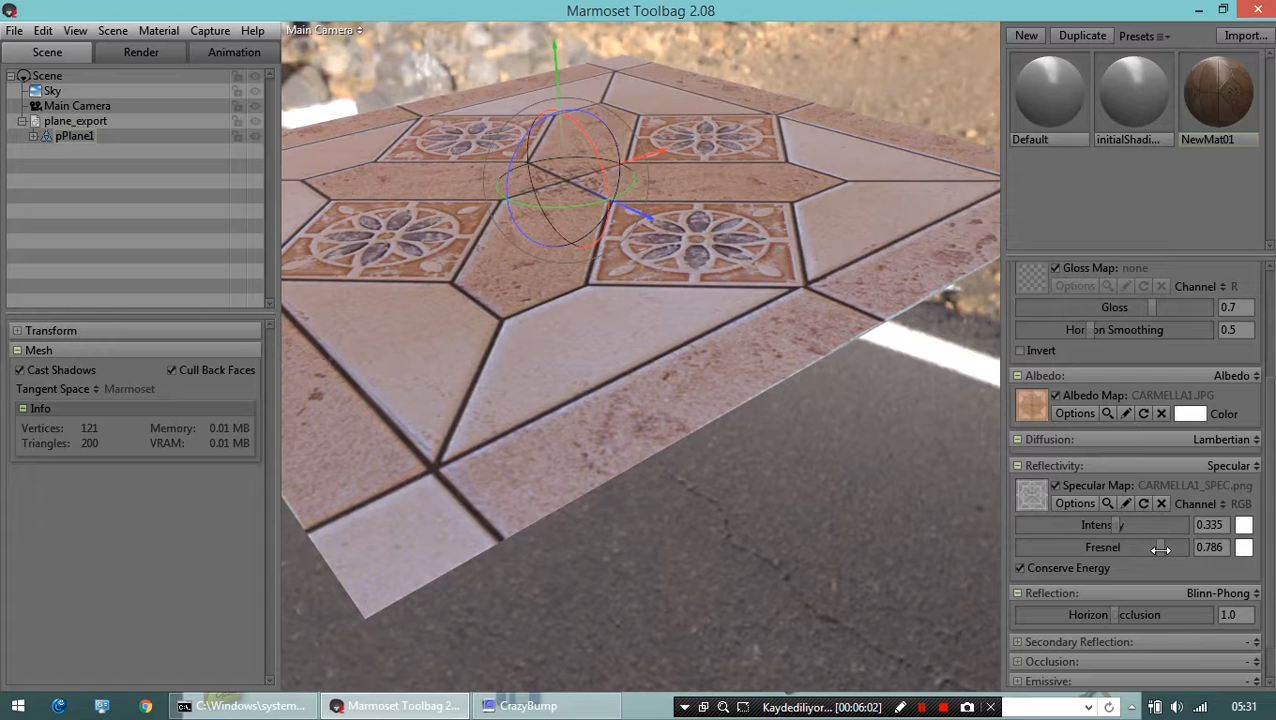 Marmoset Toolbag 2.08
File Edit View Scene Material Capture Help
Scene Render Animation
Scene
Sky
Main Camera
plane_export
pPlane1
Transform
Mesh
Cast Shadows Cull Back Faces
Tangent Space Marmoset
Info
Vertices: 121 Memory: 0.01 MB
Triangles: 200 VRAM: 0.01 MB
Main Camera
New Duplicate Presets Import...
Default initialShadi... NewMat01
Gloss Map: none
Options Channel R
Gloss 0.7
Horizon Smoothing 0.5
Invert
Albedo: Albedo
Albedo Map: CARMELLA1.JPG
Options Color
Diffusion: Lambertian
Reflectivity: Specular
Specular Map: CARMELLA1_SPEC.png
Options Channel RGB
Intensity 0.335
Fresnel 0.786
Conserve Energy
Reflection: Blinn-Phong
Horizon Occlusion 1.0
Secondary Reflection: -
Occlusion: -
Emissive: -
C:\Windows\system... Marmoset Toolbag 2... CrazyBump Kaydediliyor... [00:06:02] 05:31